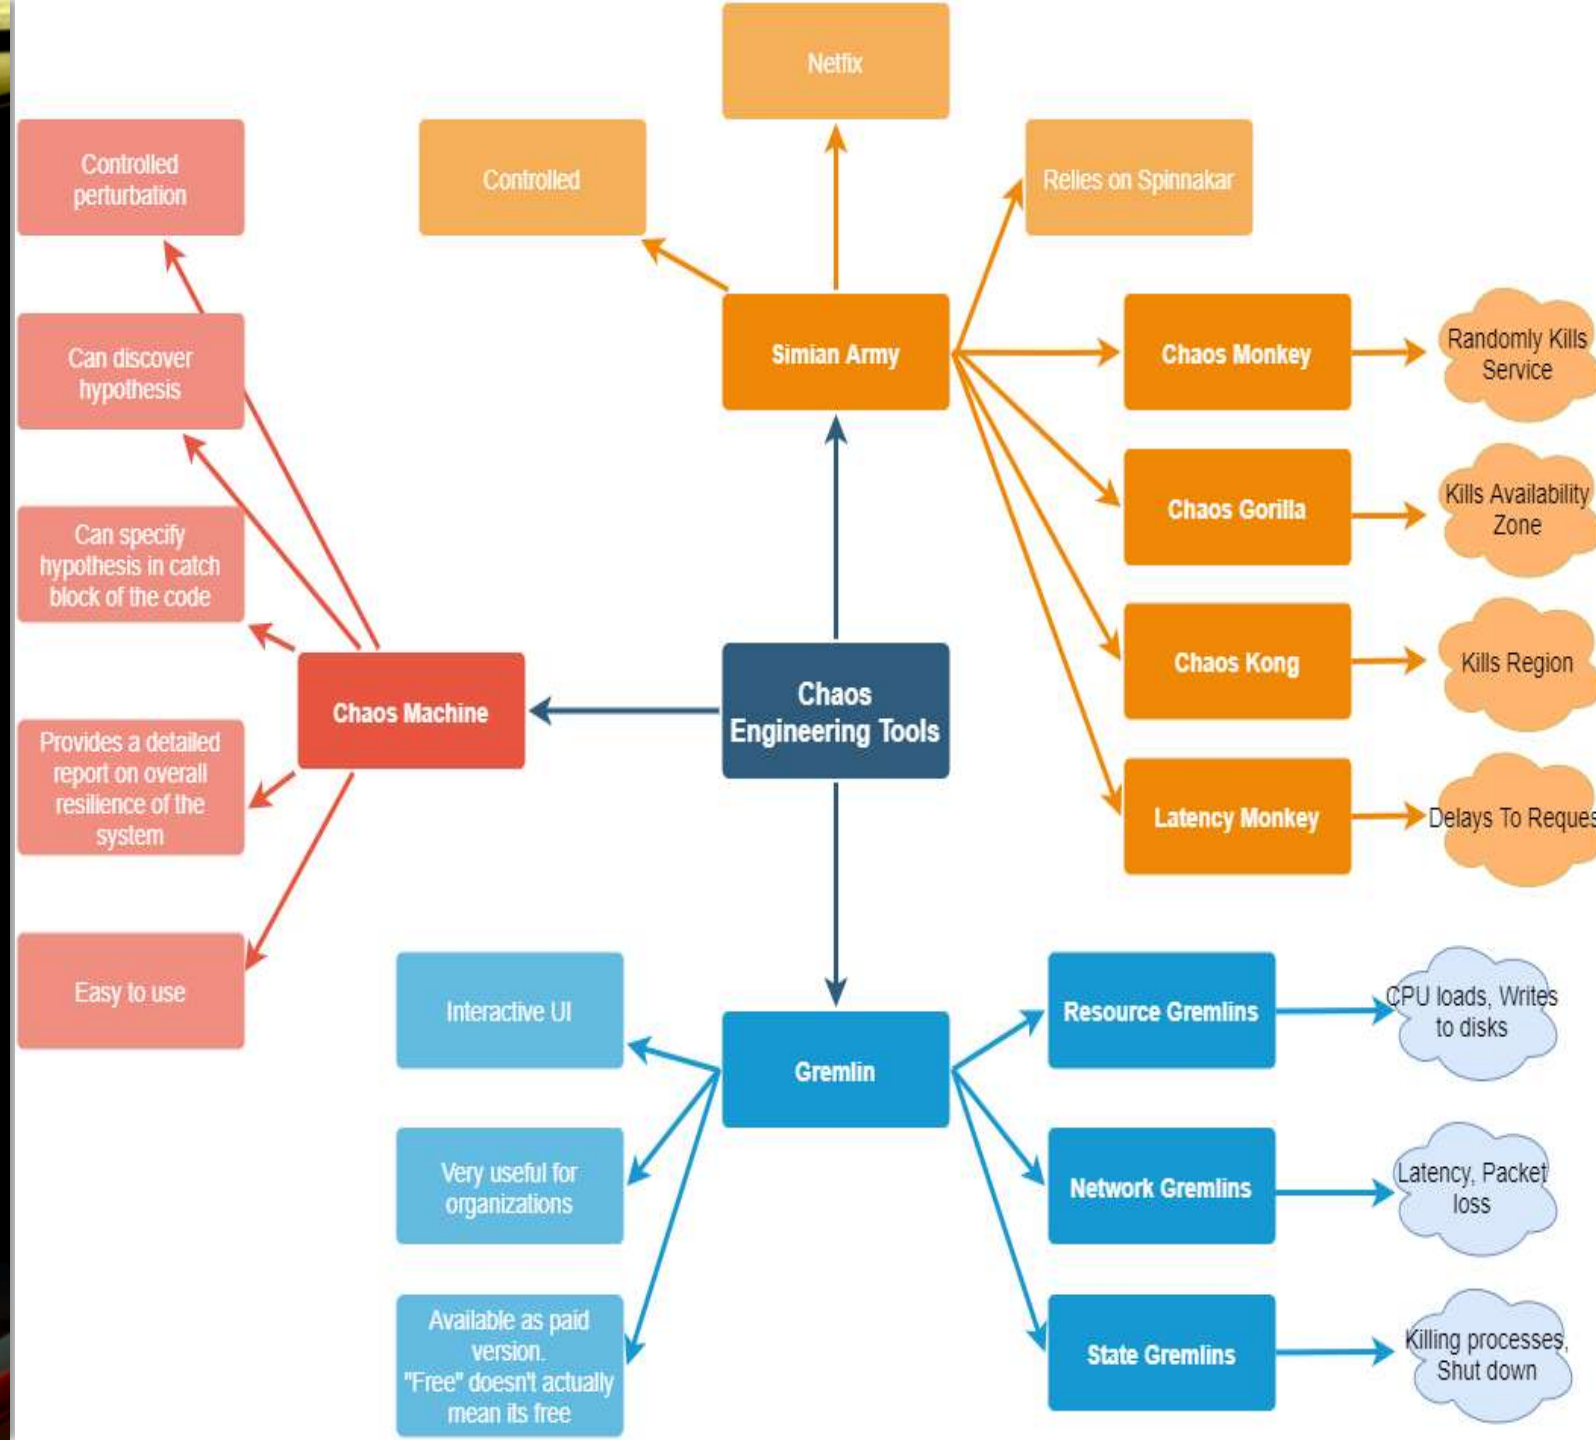 Netfix
Controlled
perturbation
Controlled
Relies on Spinnakar
Can discover
hypothesis
Simian Army
Chaos Monkey
Randomly Kills
Service
Can specify
hypothesis in catch
block of the code
Chaos Gorilla
Kills Availability
Zone
Chaos Machine
Chaos
Engineering Tools
Chaos Kong
Kills Region
Provides a detailed
report on overall
resilience of the
system
Latency Monkey
Delays To Reques
Easy to use
Interactive UI
Gremlin
Resource Gremlins
CPU loads, Writes
to disks
Very useful for
organizations
Network Gremlins
Latency, Packet
loss
Available as paid
version.
"Free" doesn't actually
mean its free
State Gremlins
Killing processes,
Shut down